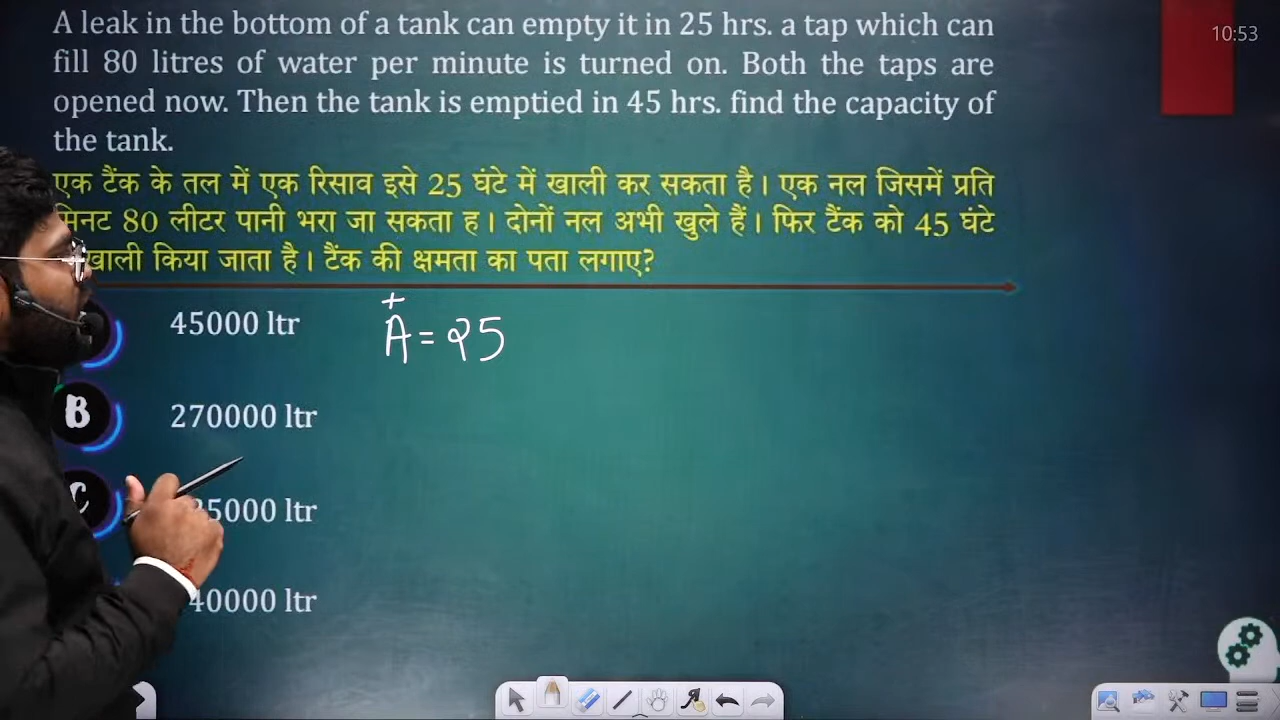 A leak in the bottom of a tank can empty it in 25 hrs. a tap which can
10:53
fill 80 litres of water per minute is turned on. Both the taps are
opened now. Then the tank is emptied in 45 hrs. find the capacity of
the tank.
एक टैंक के तल में एक रिसाव इसे 25 घंटे में खाली कर सकता है। एक नल जिसमें प्रति
80 लीटर पानी भरा जा सकता ह। दोनों नल अभी खुले हैं। फिर टैंक को 45 घंटे
खाली किया जाता है। टैंक की क्षमता का पता लगाए?
45000 ltr
+
A = 25
B 270000 ltr
C 5000 ltr
40000 ltr